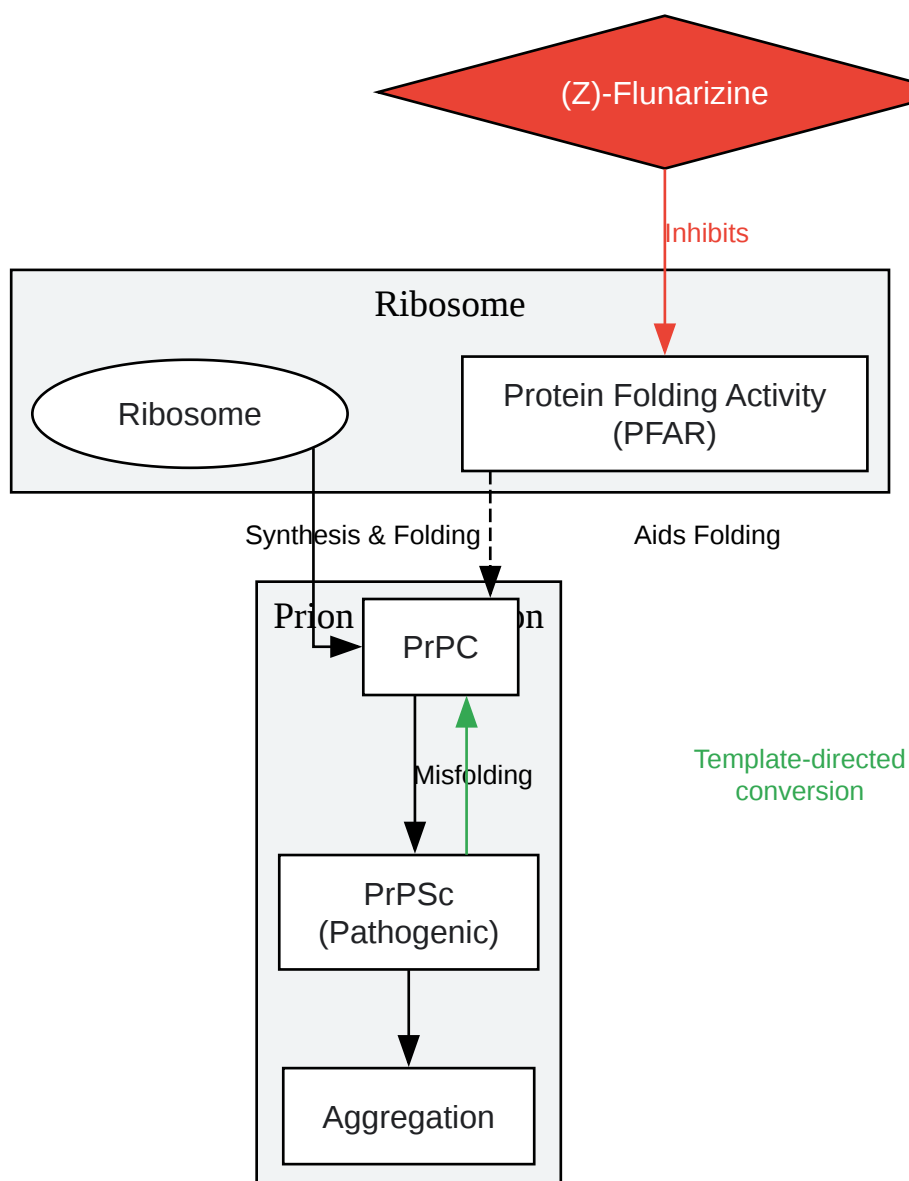 (Z)-Flunarizine
Inhibits
Ribosome
Ribosome
Protein Folding Activity
(PFAR)
Synthesis & Folding
Aids Folding
Prion
PrPC
Misfolding
Template-directed
conversion
PrPSc
(Pathogenic)
Aggregation